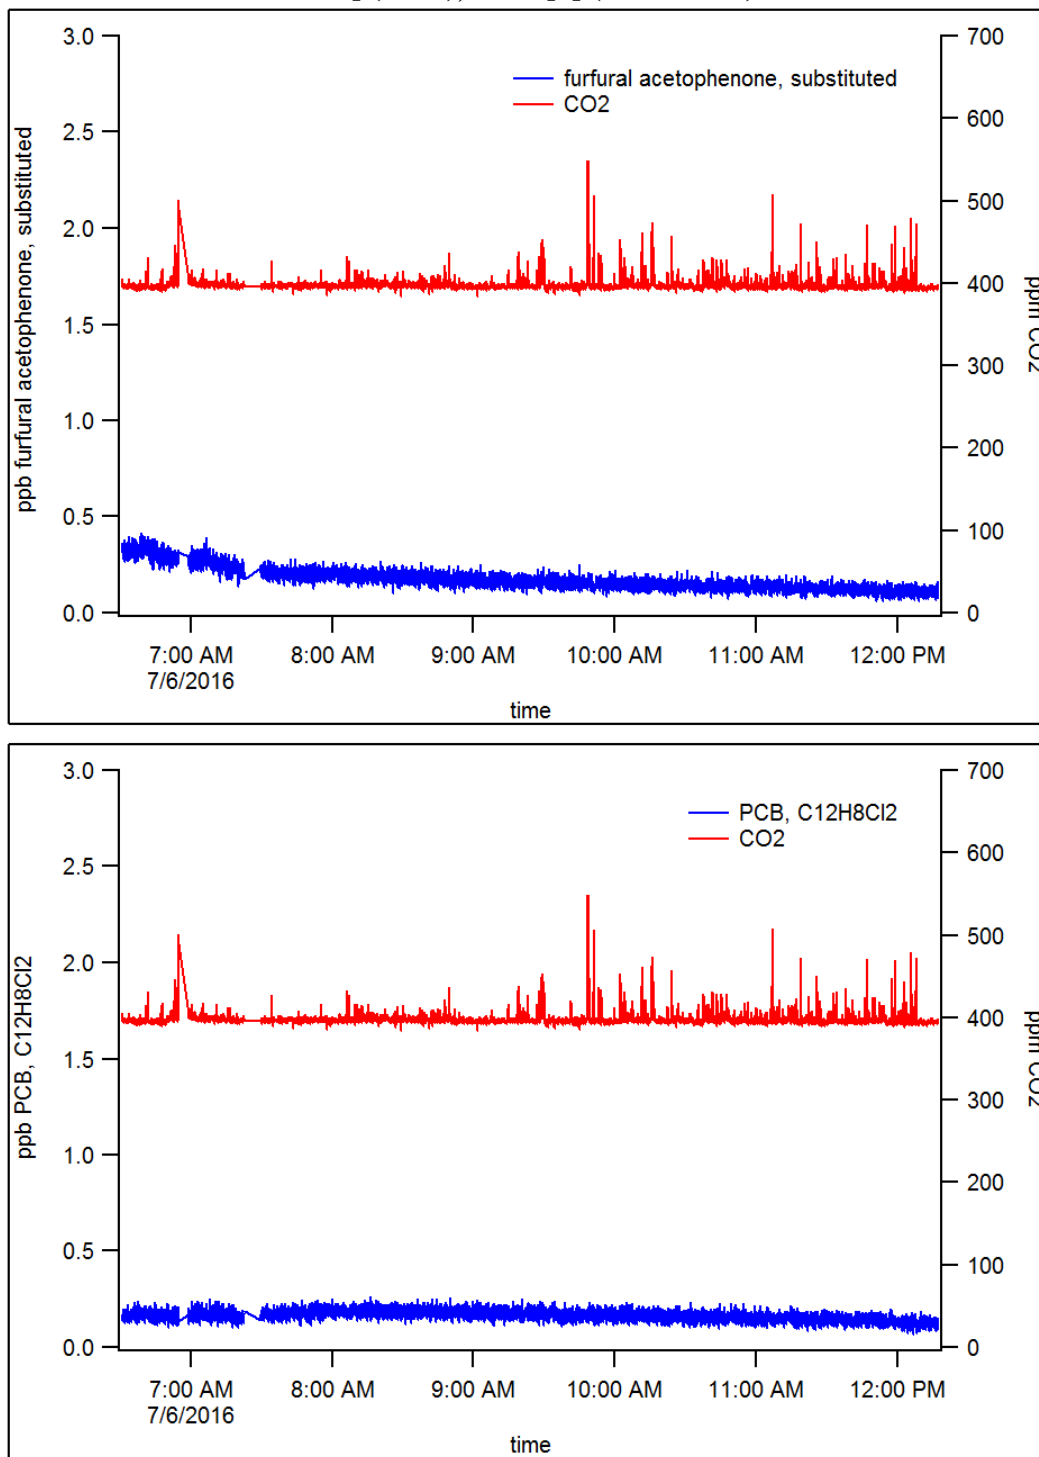 3.0
2.5
2.0
1.5
1.0
0.5
0.0
ppb furfural acetophenone, substituted
furfural acetophenone, substituted
CO2
700
600
500
400
300
200
100
0
ppm CO2
7:00 AM
7/6/2016
8:00 AM
9:00 AM
10:00 AM
11:00 AM
12:00 PM
time
3.0
2.5
2.0
1.5
1.0
0.5
0.0
ppb PCB, C12H8Cl2
PCB, C12H8Cl2
CO2
700
600
500
400
300
200
100
0
ppm CO2
7:00 AM
7/6/2016
8:00 AM
9:00 AM
10:00 AM
11:00 AM
12:00 PM
time